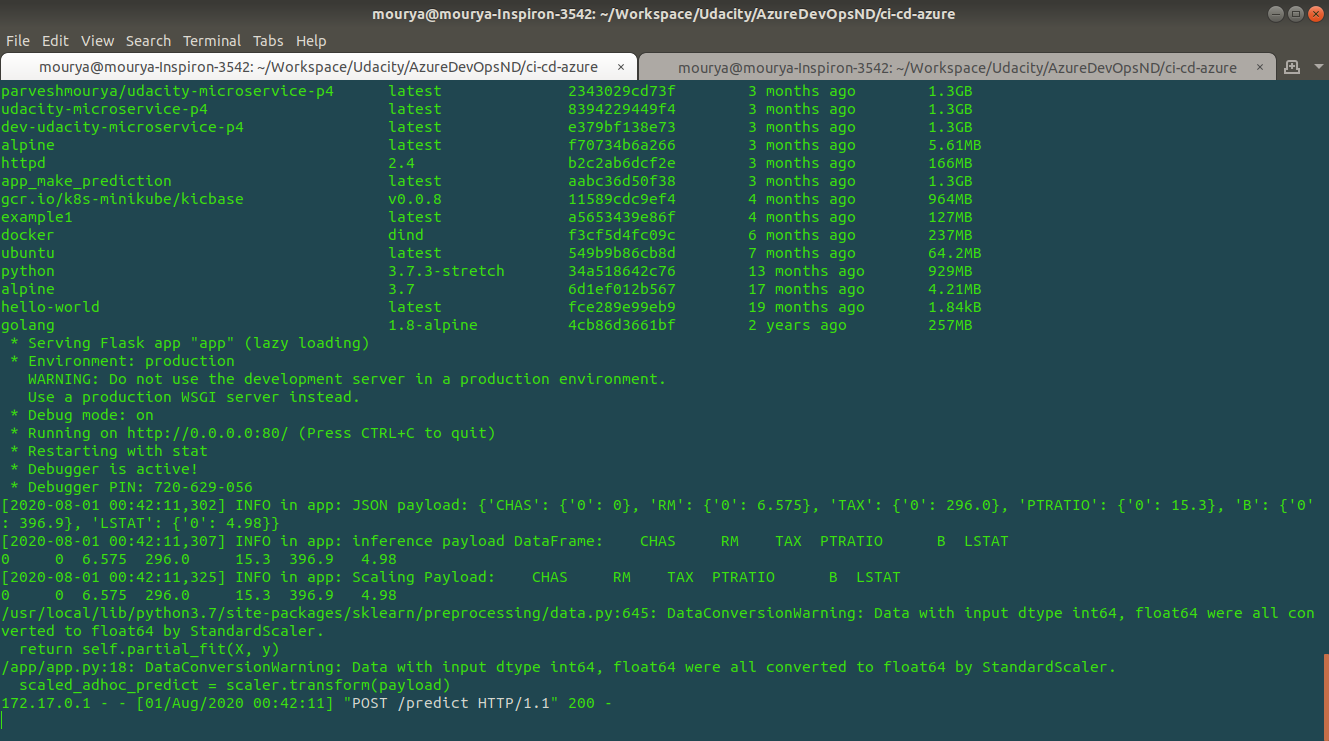 mourya@mourya-Inspiron-3542: ~/Workspace/Udacity/AzureDevOpsND/ci-cd-azure
File Edit View Search Terminal Tabs Help
mourya@mourya-Inspiron-3542: ~/Workspace/Udacity/AzureDevOpsND/ci-cd-azure × mourya@mourya-Inspiron-3542: ~/Workspace/Udacity/AzureDevOpsND/ci-cd-azure ×
parveshmourya/udacity-microservice-p4      latest              2343029cd73f        3 months ago        1.3GB
udacity-microservice-p4                    latest              8394229449f4        3 months ago        1.3GB
dev-udacity-microservice-p4                latest              e379bf138e73        3 months ago        1.3GB
alpine                                     latest              f70734b6a266        3 months ago        5.61MB
httpd                                      2.4                 b2c2ab6dcf2e        3 months ago        166MB
app_make_prediction                        latest              aabc36d50f38        3 months ago        1.3GB
gcr.io/k8s-minikube/kicbase                v0.0.8              11589cdc9ef4        4 months ago        964MB
example1                                   latest              a5653439e86f        4 months ago        127MB
docker                                     dind                f3cf5d4fc09c        6 months ago        237MB
ubuntu                                     latest              549b9b86cb8d        7 months ago        64.2MB
python                                     3.7.3-stretch       34a518642c76        13 months ago       929MB
alpine                                     3.7                 6d1ef012b567        17 months ago       4.21MB
hello-world                                latest              fce289e99eb9        19 months ago       1.84kB
golang                                     1.8-alpine          4cb86d3661bf        2 years ago         257MB
 * Serving Flask app "app" (lazy loading)
 * Environment: production
   WARNING: Do not use the development server in a production environment.
   Use a production WSGI server instead.
 * Debug mode: on
 * Running on http://0.0.0.0:80/ (Press CTRL+C to quit)
 * Restarting with stat
 * Debugger is active!
 * Debugger PIN: 720-629-056
[2020-08-01 00:42:11,302] INFO in app: JSON payload: {'CHAS': {'0': 0}, 'RM': {'0': 6.575}, 'TAX': {'0': 296.0}, 'PTRATIO': {'0': 15.3}, 'B': {'0'
: 396.9}, 'LSTAT': {'0': 4.98}}
[2020-08-01 00:42:11,307] INFO in app: inference payload DataFrame:    CHAS     RM    TAX  PTRATIO      B  LSTAT
0     0  6.575  296.0     15.3  396.9   4.98
[2020-08-01 00:42:11,325] INFO in app: Scaling Payload:    CHAS     RM    TAX  PTRATIO      B  LSTAT
0     0  6.575  296.0     15.3  396.9   4.98
/usr/local/lib/python3.7/site-packages/sklearn/preprocessing/data.py:645: DataConversionWarning: Data with input dtype int64, float64 were all con
verted to float64 by StandardScaler.
  return self.partial_fit(X, y)
/app/app.py:18: DataConversionWarning: Data with input dtype int64, float64 were all converted to float64 by StandardScaler.
  scaled_adhoc_predict = scaler.transform(payload)
172.17.0.1 - - [01/Aug/2020 00:42:11] "POST /predict HTTP/1.1" 200 -